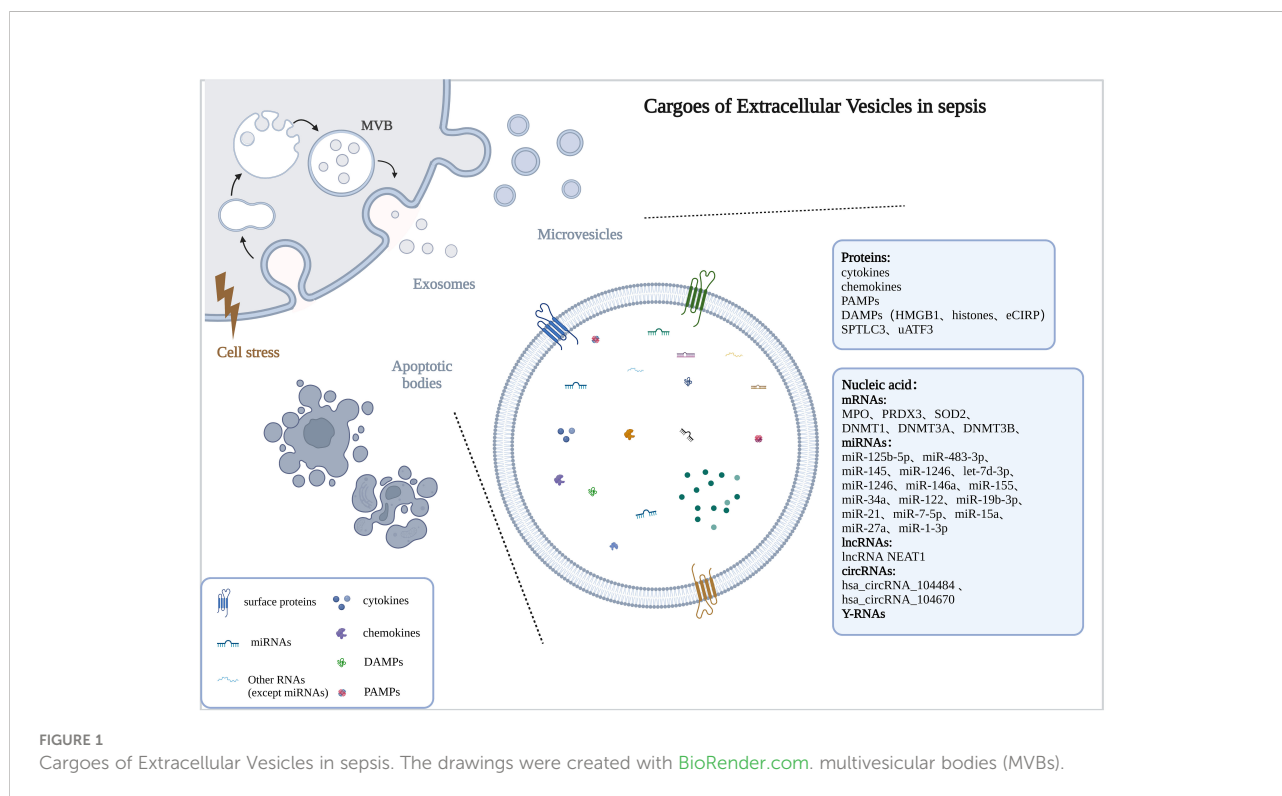 Cargoes of Extracellular Vesicles in sepsis
MVB
Microvesicles
Exosomes
Cell stress
Apoptotic
bodies
Proteins:
cytokines
chemokines
PAMPs
DAMPs（HMGB1、histones、eCIRP）
SPTLC3、uATF3
Nucleic acid：
mRNAs:
MPO、PRDX3、SOD2、
DNMT1、DNMT3A、DNMT3B、
miRNAs：
miR-125b-5p、miR-483-3p、
miR-145、miR-1246、let-7d-3p、
miR-1246、miR-146a、miR-155、
miR-34a、miR-122、miR-19b-3p、
miR-21、miR-7-5p、miR-15a、
miR-27a、miR-1-3p
lncRNAs:
lncRNA NEAT1
circRNAs:
hsa_circRNA_104484 、
hsa_circRNA_104670
Y-RNAs
surface proteins
miRNAs
Other RNAs
(except miRNAs)
cytokines
chemokines
DAMPs
PAMPs
FIGURE 1
Cargoes of Extracellular Vesicles in sepsis. The drawings were created with BioRender.com. multivesicular bodies (MVBs).